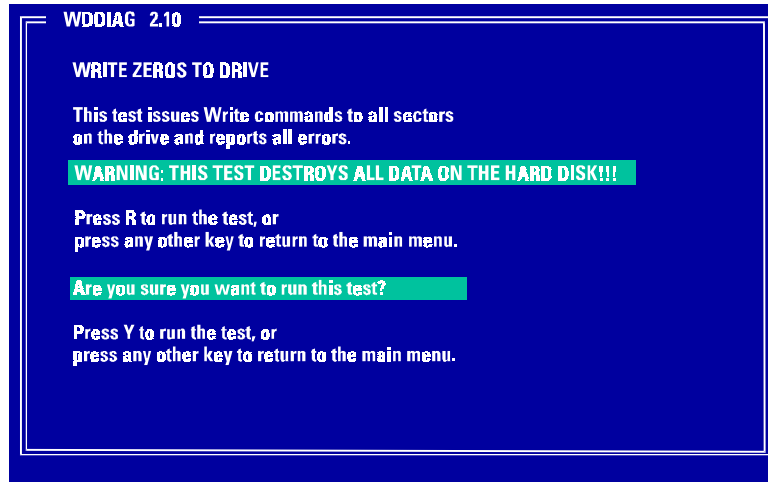 WDDIAG 2.10
WRITE ZEROS TO DRIVE
This test issues Write commands to all sectors
on the drive and reports all errors.
WARNING: THIS TEST DESTROYS ALL DATA ON THE HARD DISK!!!
Press R to run the test, or
press any other key to return to the main menu.
Are you sure you want to run this test?
Press Y to run the test, or
press any other key to return to the main menu.